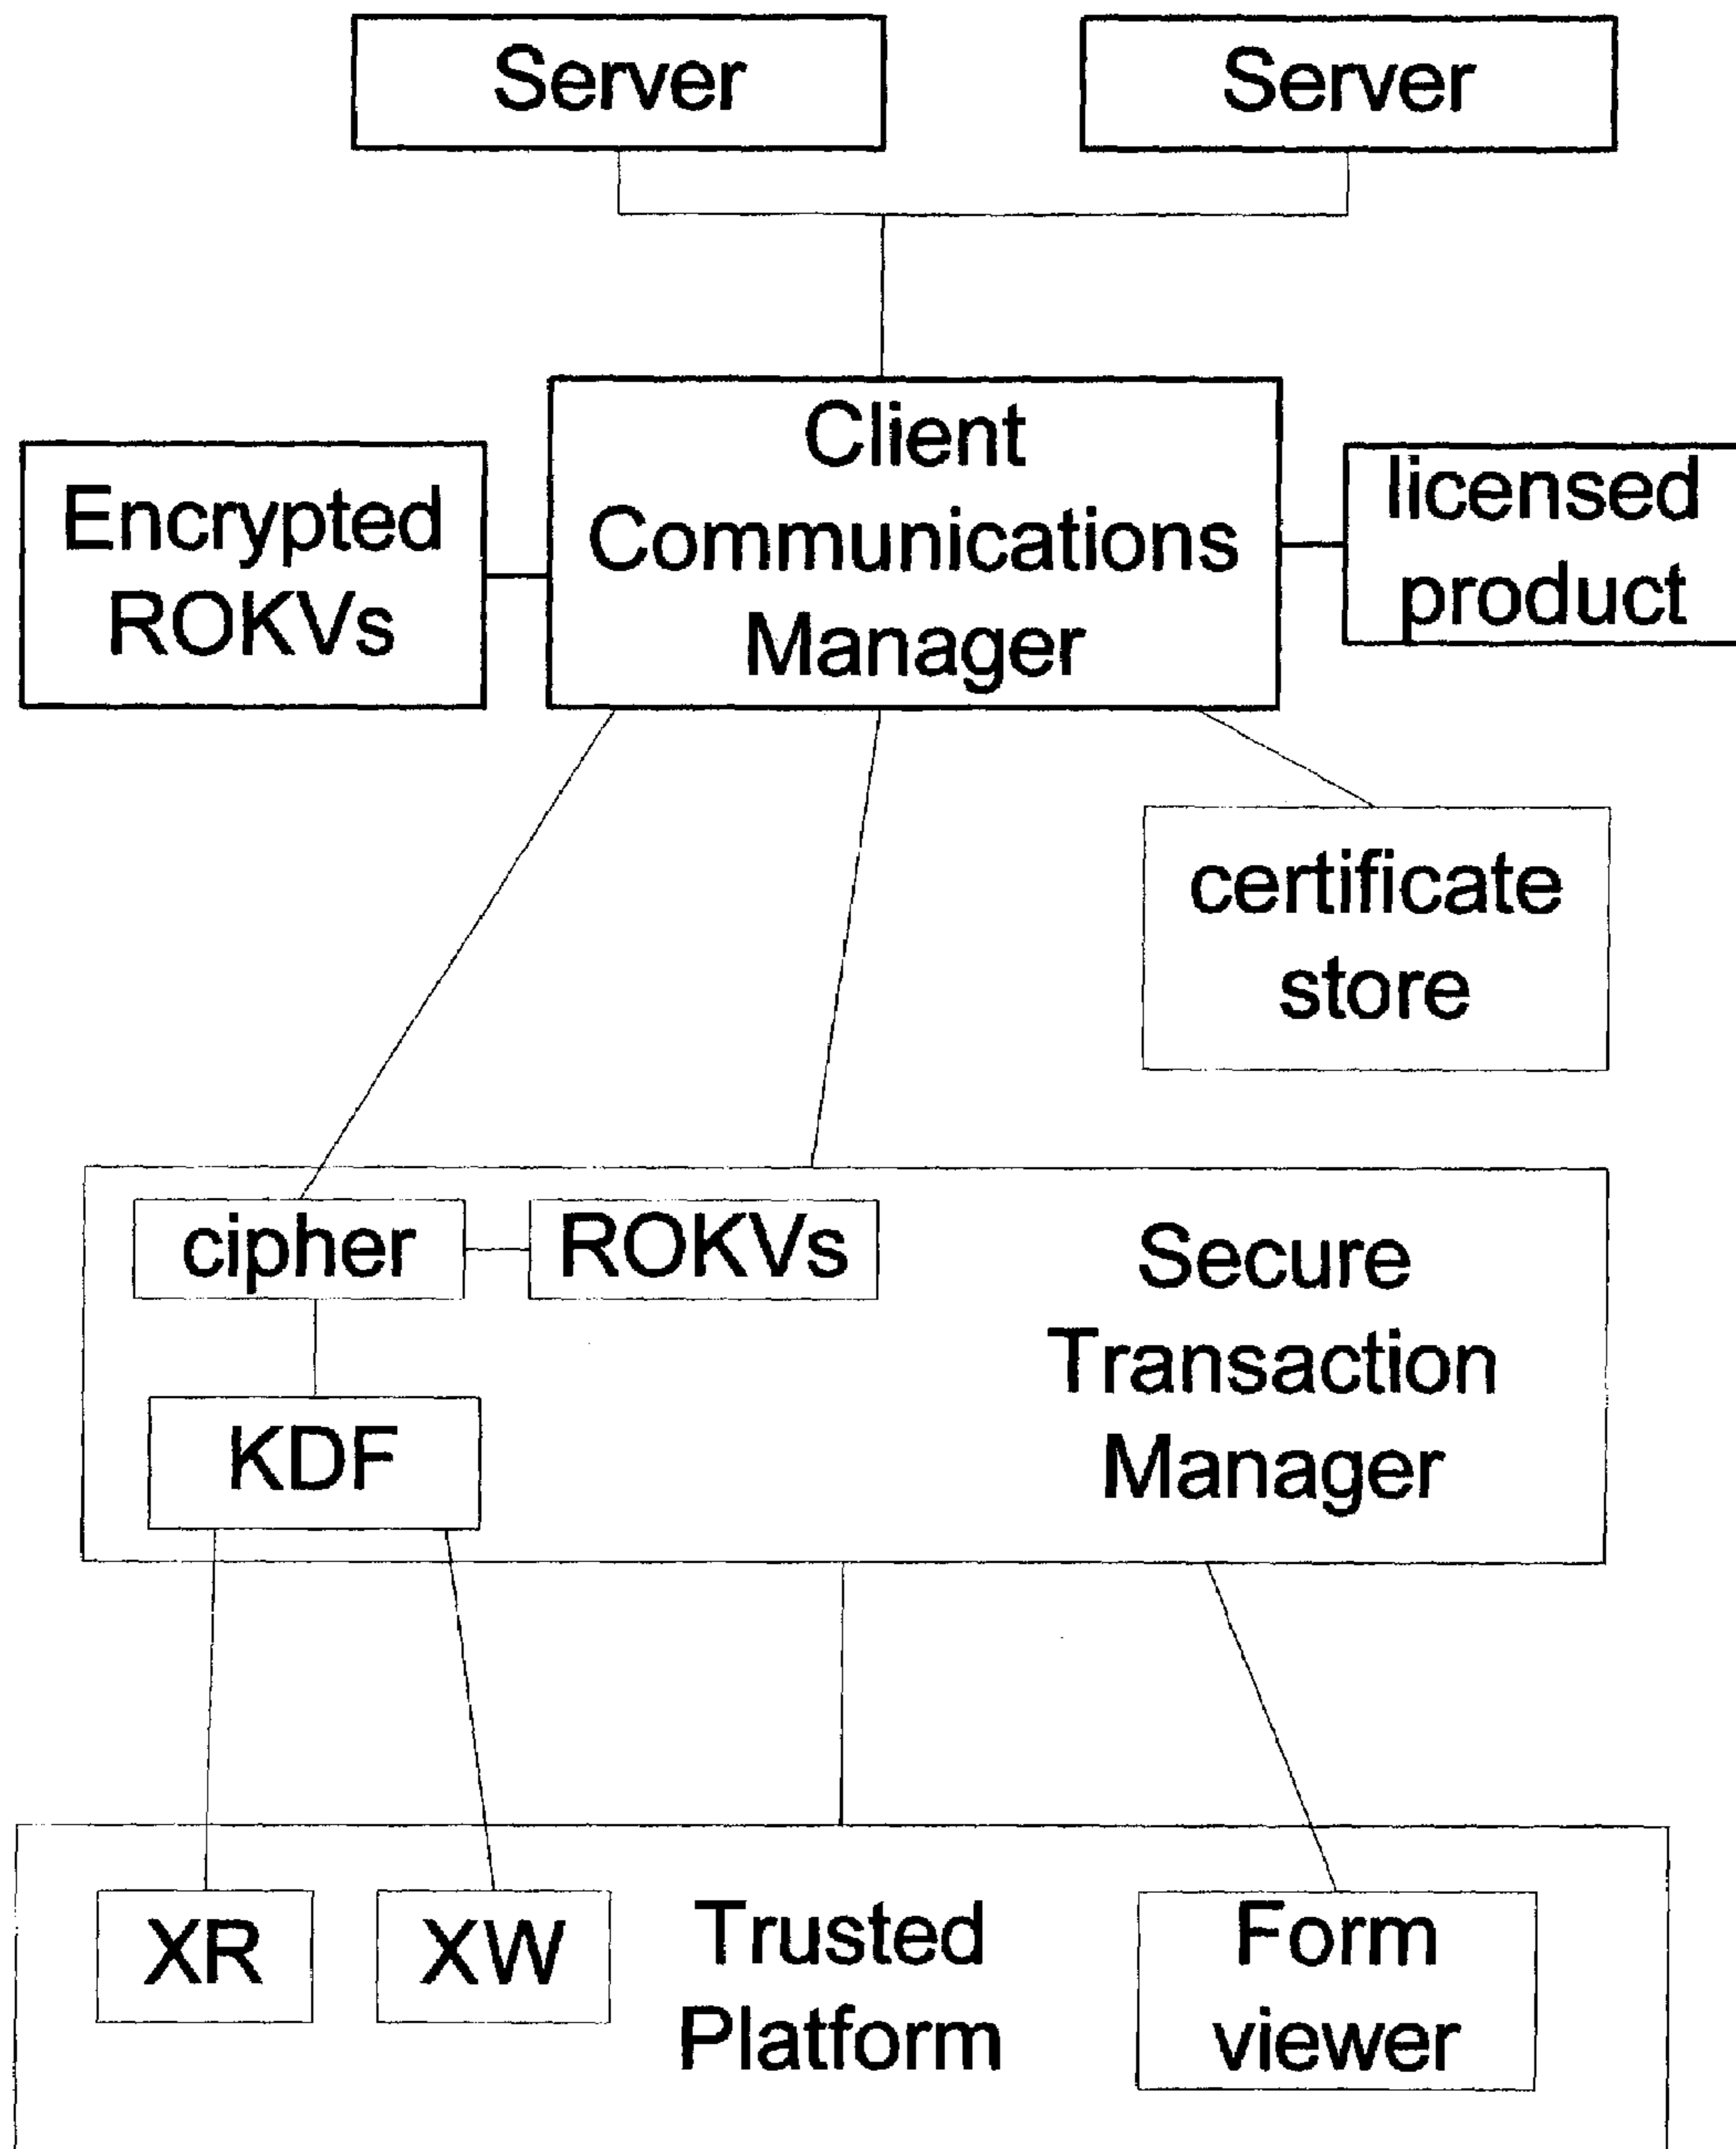 Server
Server
Client
Communications
Manager
Encrypted
ROKVs
licensed
product
certificate
store
cipher
ROKVs
Secure
Transaction
Manager
KDF
XR
XW
Trusted
Platform
Form
viewer